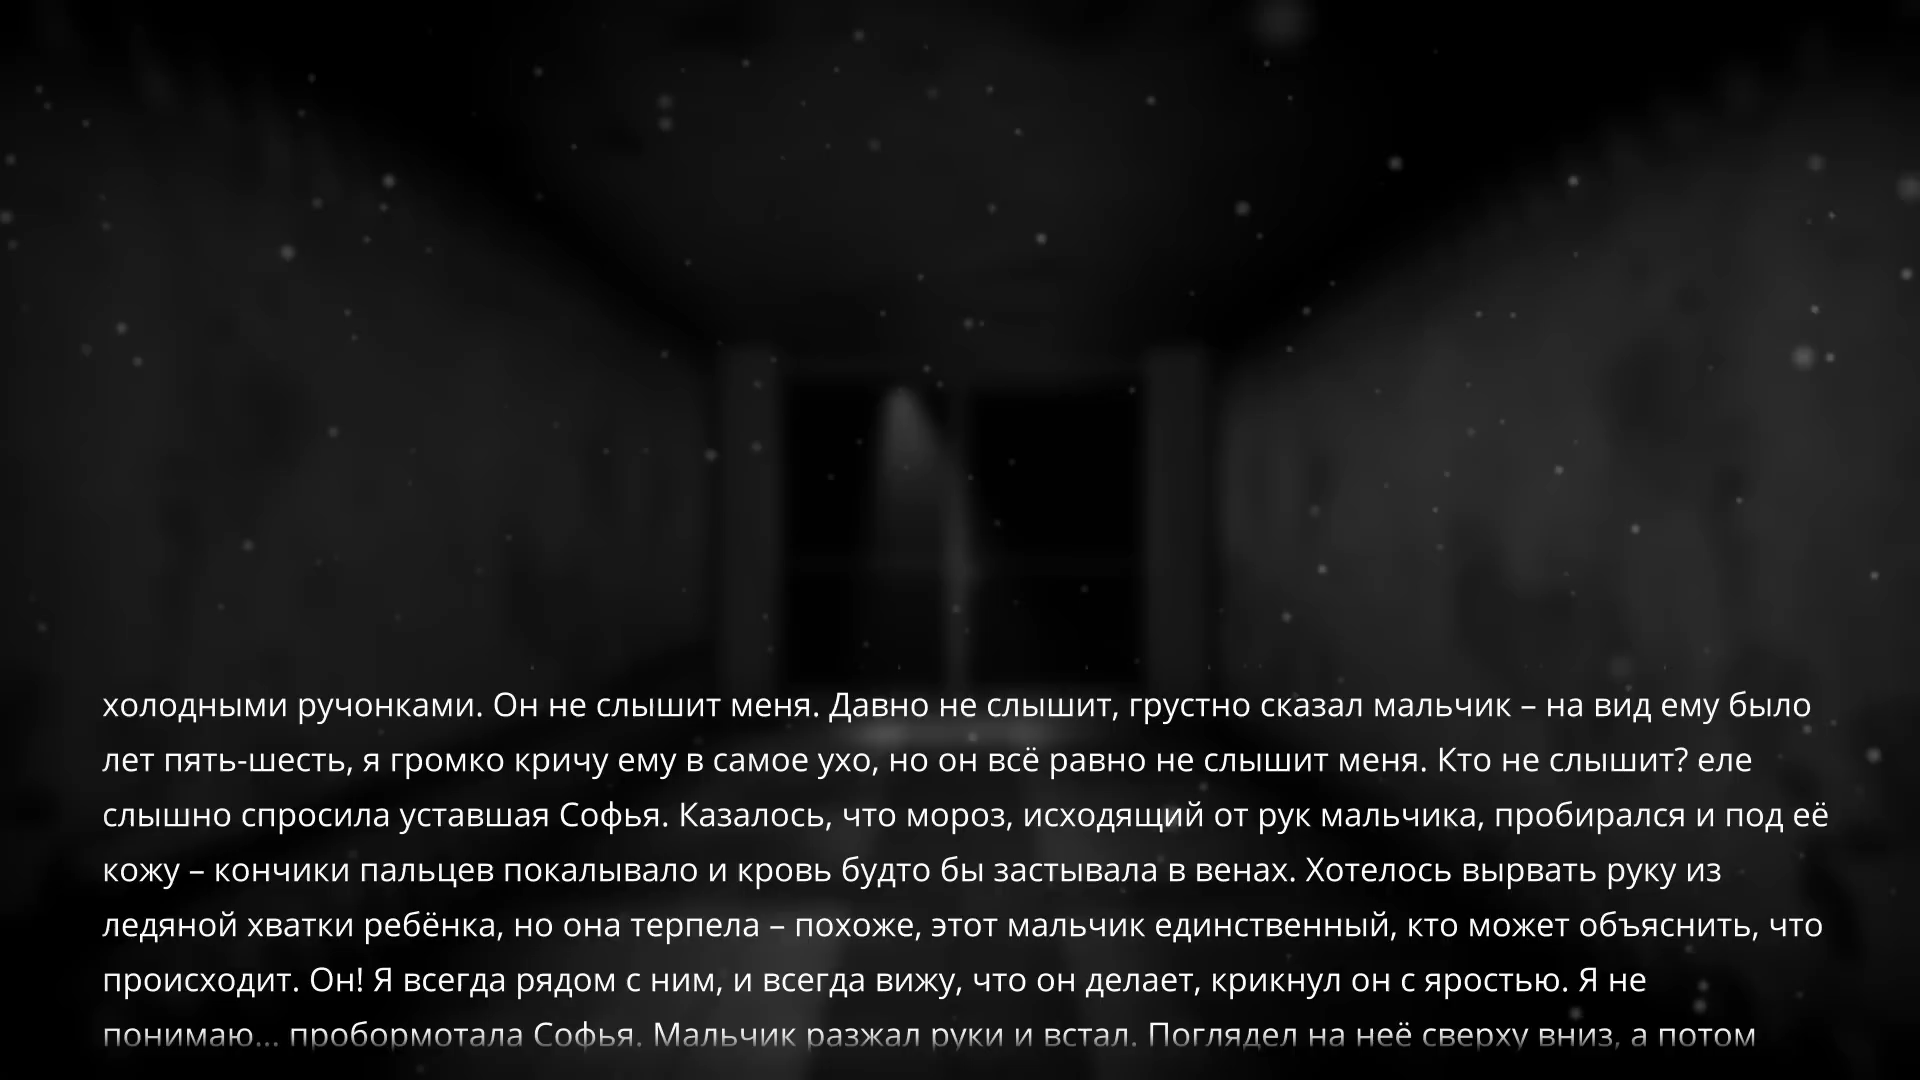 холодными ручонками. Он не слышит меня. Давно не слышит, грустно сказал мальчик – на вид ему было
лет пять-шесть, я громко кричу ему в самое ухо, но он всё равно не слышит меня. Кто не слышит? еле
слышно спросила уставшая Софья. Казалось, что мороз, исходящий от рук мальчика, пробирался и под её
кожу – кончики пальцев покалывало и кровь будто бы застывала в венах. Хотелось вырвать руку из
ледяной хватки ребёнка, но она терпела – похоже, этот мальчик единственный, кто может объяснить, что
происходит. Он! Я всегда рядом с ним, и всегда вижу, что он делает, крикнул он с яростью. Я не
понимаю... пробормотала Софья. Мальчик разжал руки и встал. Поглядел на неё сверху вниз, а потом